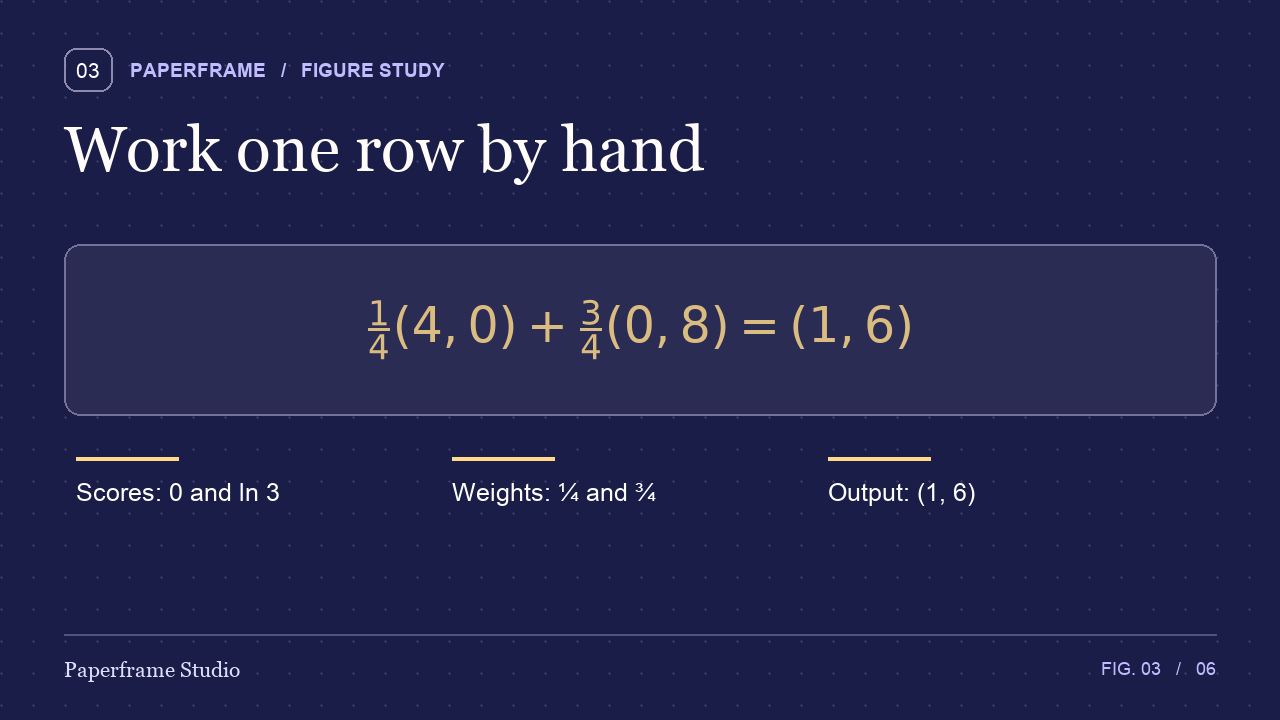 03 PAPERFRAME / FIGURE STUDY
Work one row by hand
¼(4, 0) + ¾(0, 8) = (1, 6)
Scores: 0 and ln 3
Weights: ¼ and ¾
Output: (1, 6)
Paperframe Studio
FIG. 03 / 06